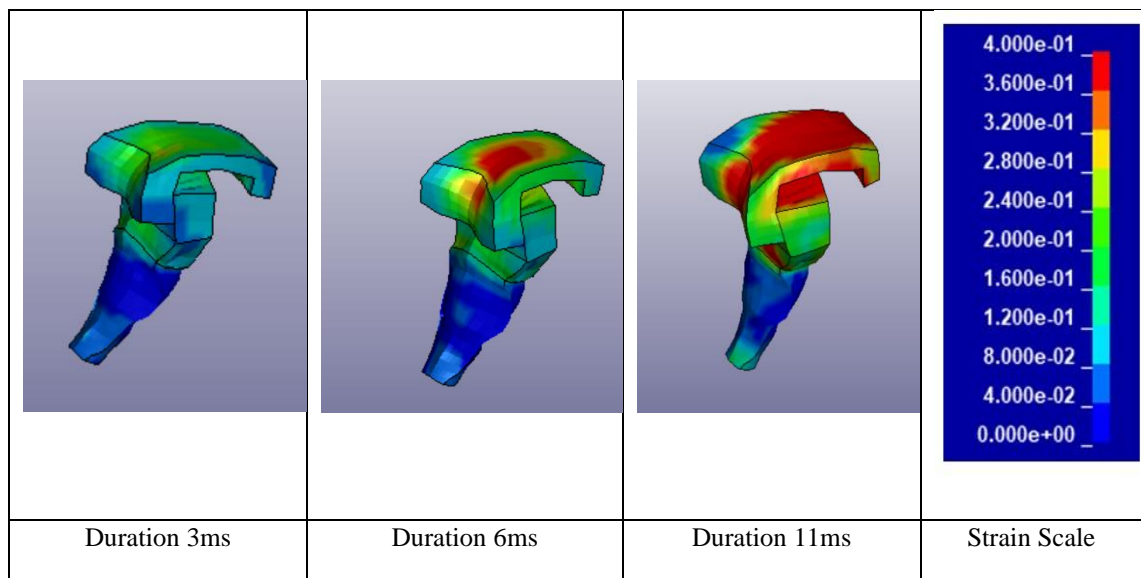 4.000e-01
3.600e-01
3.200e-01
2.800e-01
2.400e-01
2.000e-01
1.600e-01
1.200e-01
8.000e-02
4.000e-02
0.000e+00
Duration 3ms
Duration 6ms
Duration 11ms
Strain Scale